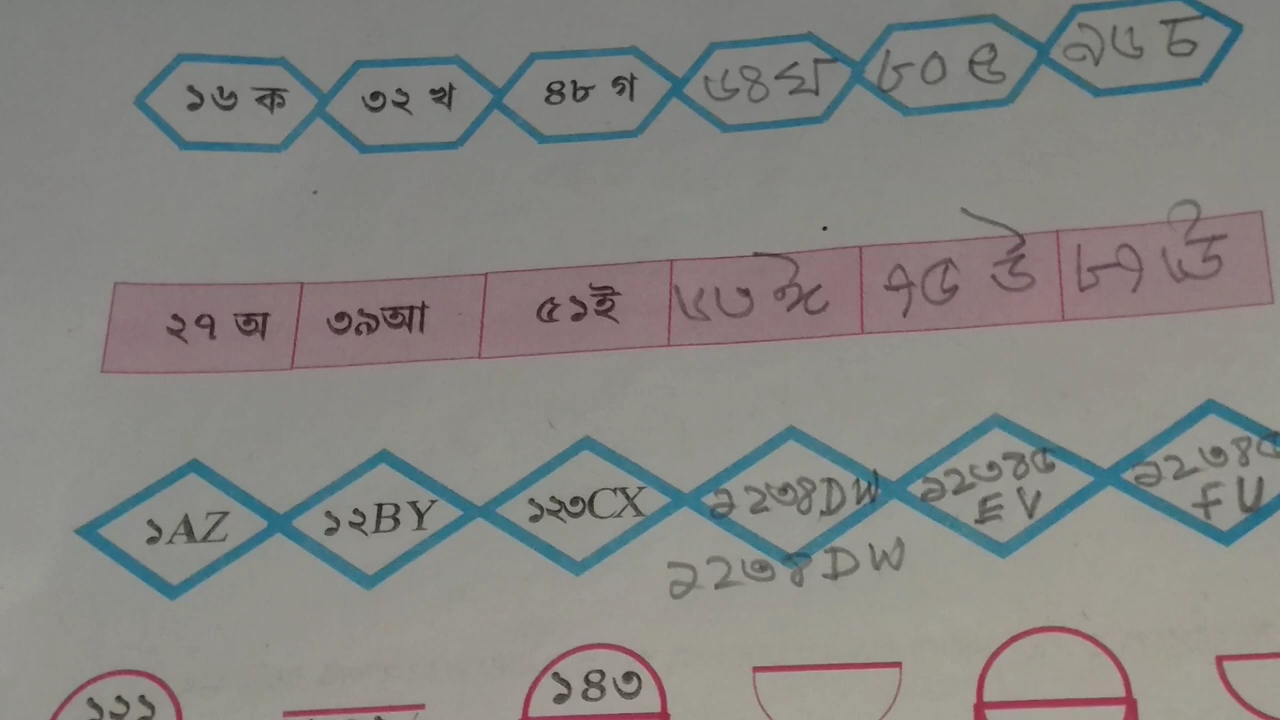 ১৬ ক ৩২ খ ৪৮ গ ৬৪ ঘ ৮০ ঙ ৯৬ চ
২৭ অ ৩৯আ ৫১ই ৬৩ ঈ ৭৫ উ ৮৭ ঊ
১AZ ১২BY ১২৩CX ১২৩৪DW ১২৩৪৫ ১২৩৪৫
EV FU
১২৩৪DW
১৪৩